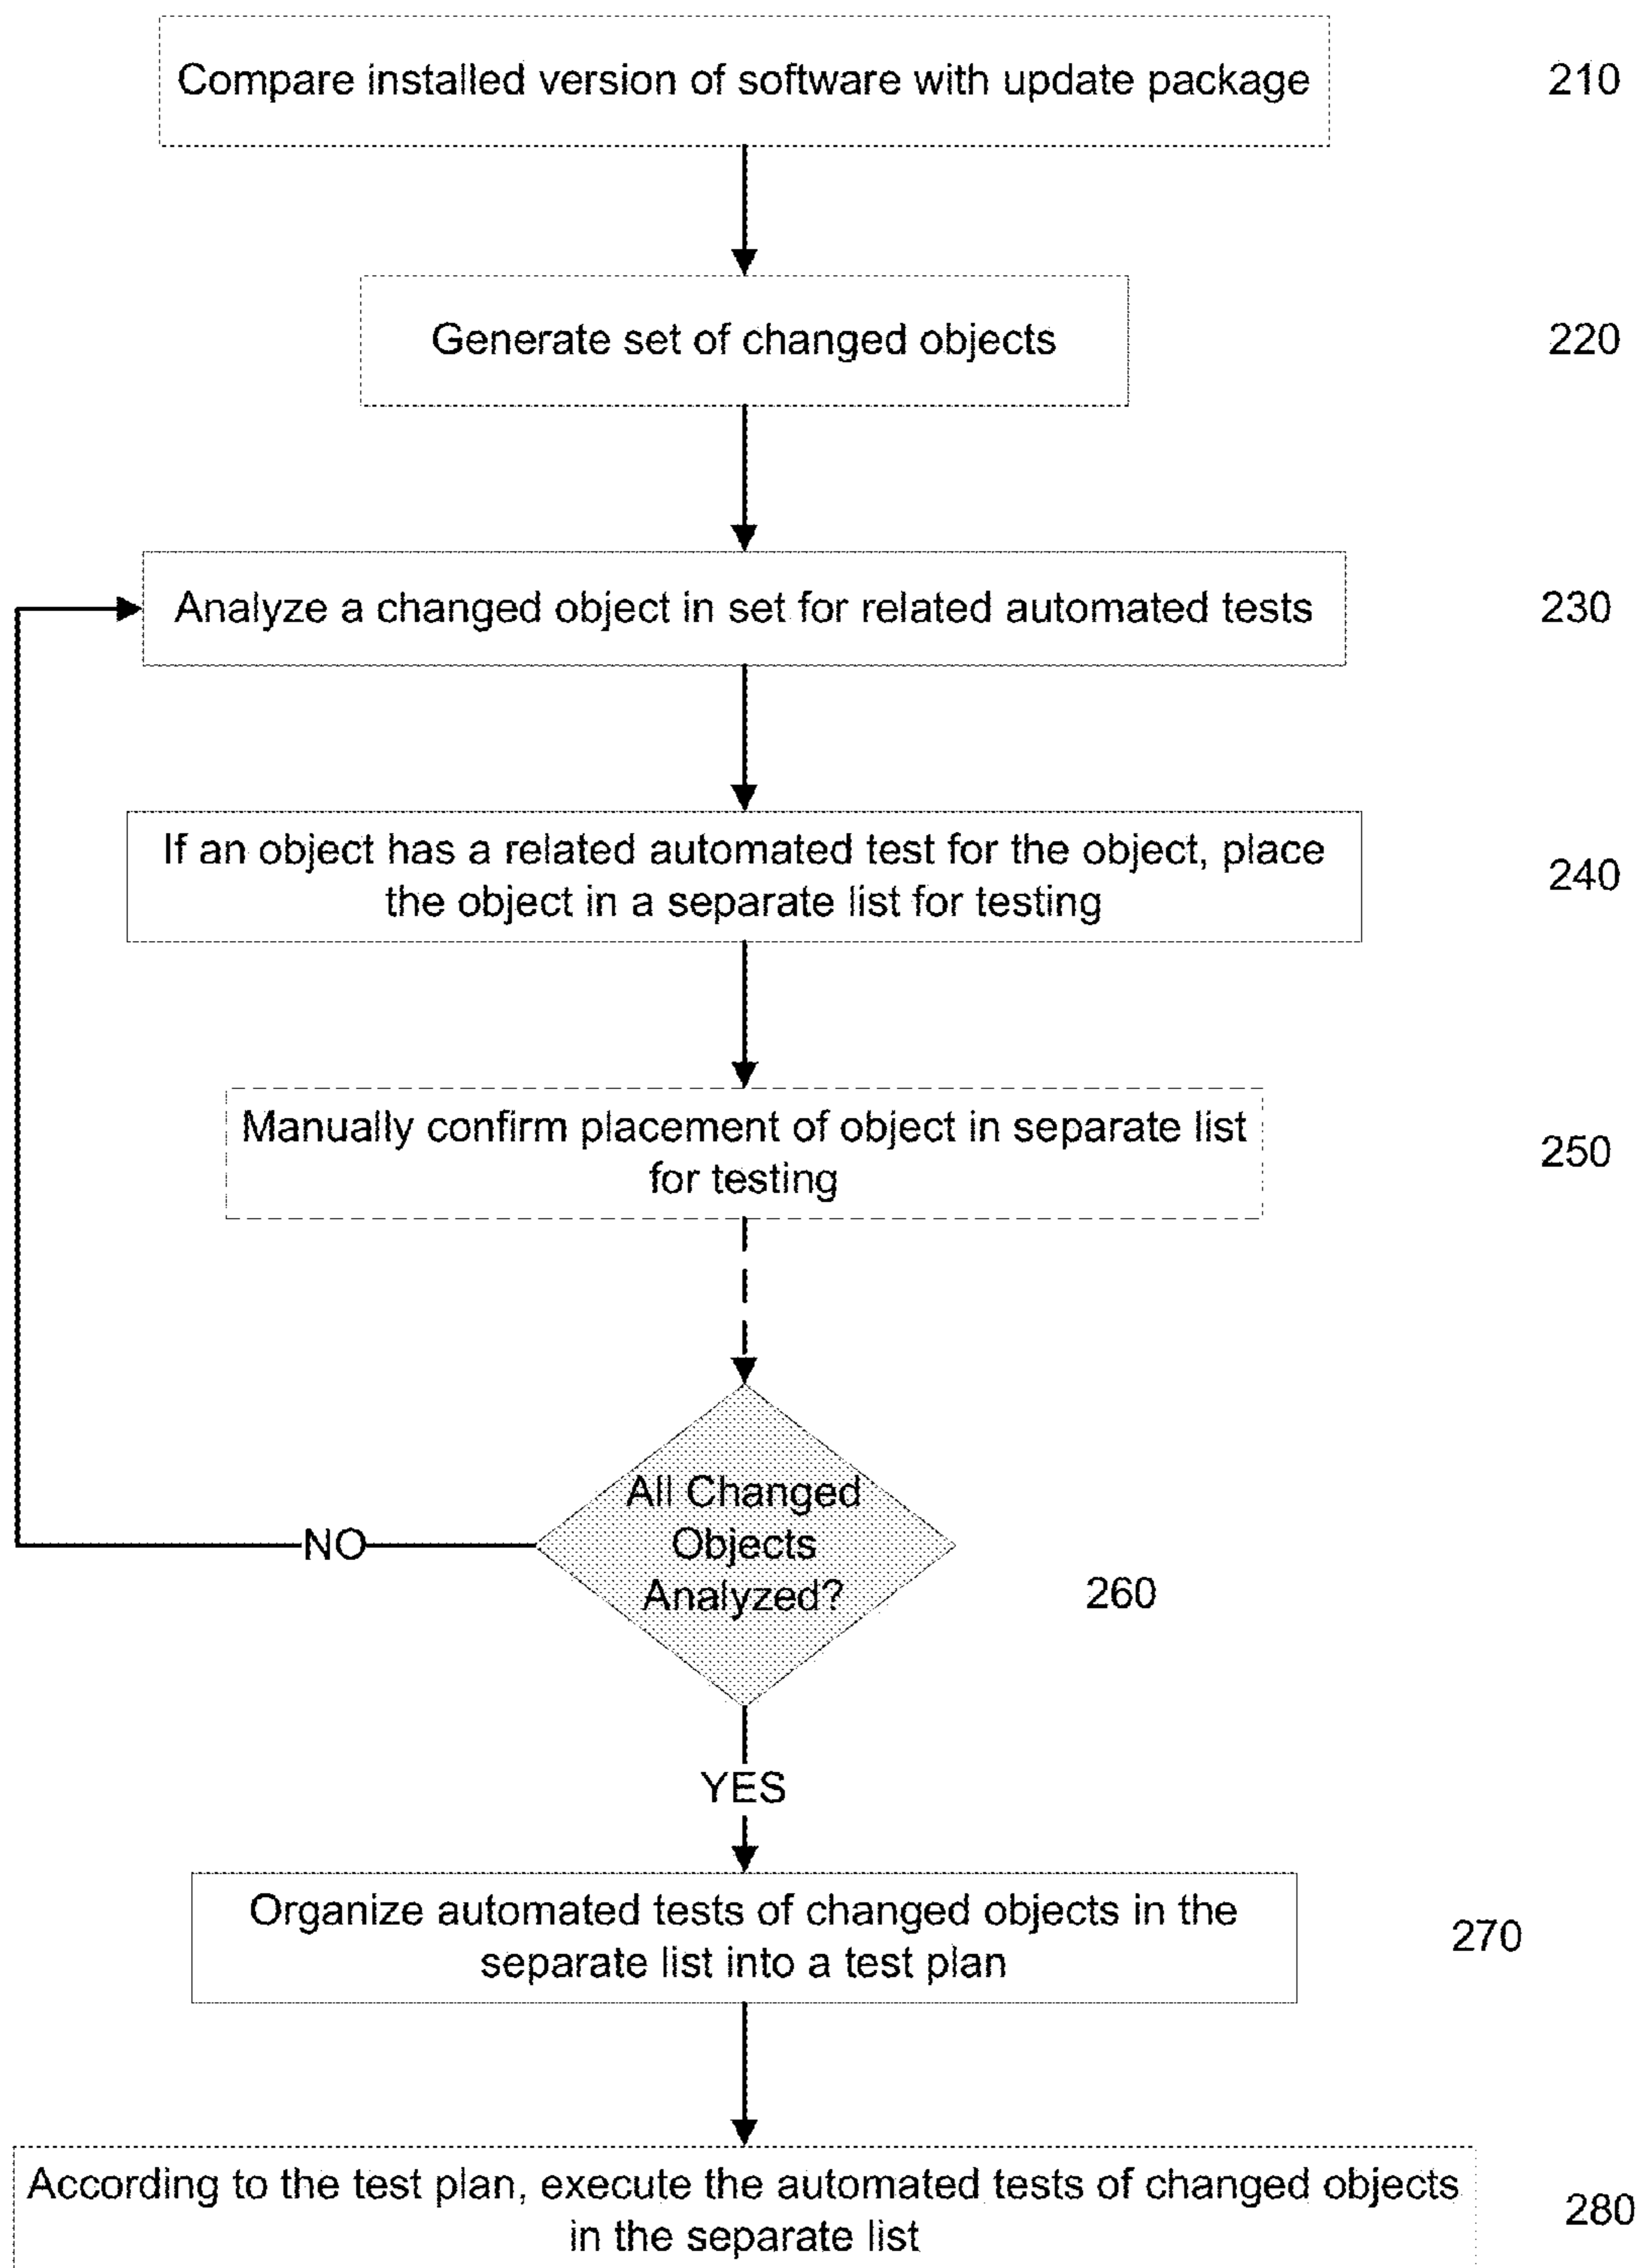 Compare installed version of software with update package
210
Generate set of changed objects
220
Analyze a changed object in set for related automated tests
230
If an object has a related automated test for the object, place
the object in a separate list for testing
240
Manually confirm placement of object in separate list
for testing
250
All Changed
Objects
Analyzed?
NO
260
YES
Organize automated tests of changed objects in the
separate list into a test plan
270
According to the test plan, execute the automated tests of changed objects
in the separate list
280